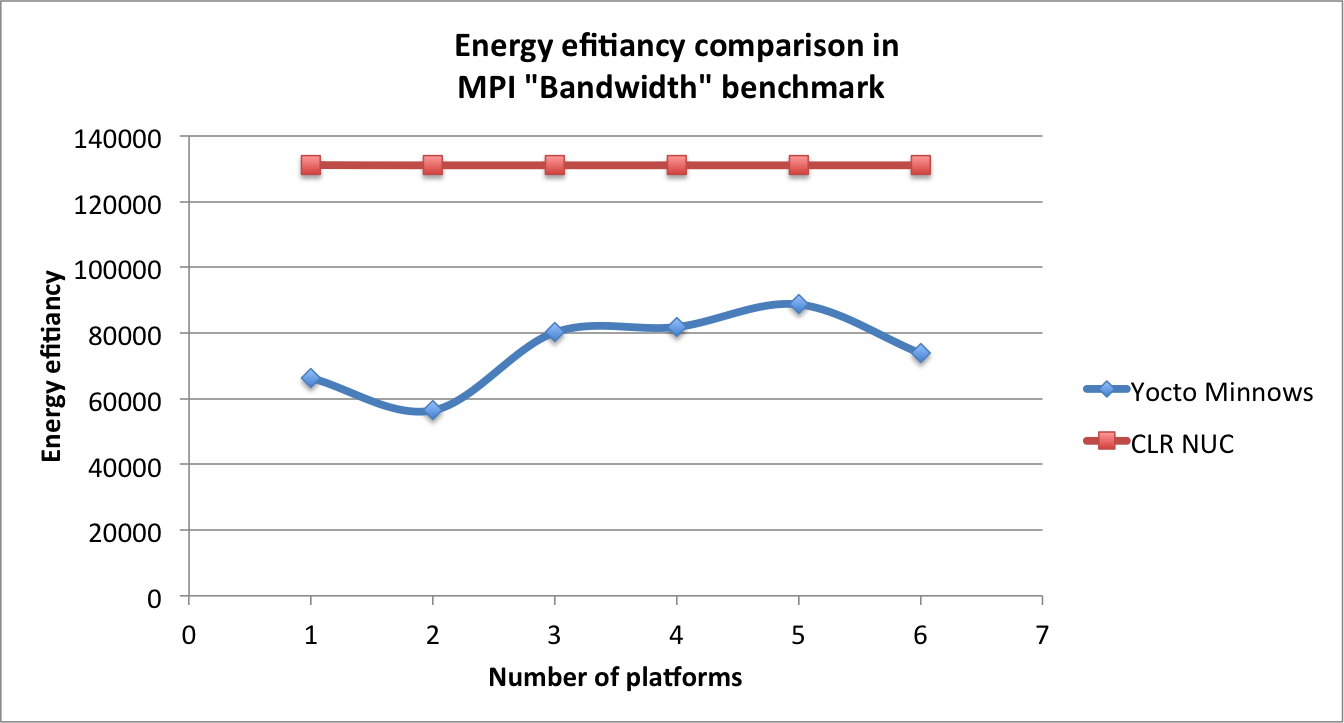 Energy efitiancy comparison in
MPI "Bandwidth" benchmark
140000
120000
100000
80000
60000
40000
20000
0
Energy efitiancy
0 1 2 3 4 5 6 7
Number of platforms
Yocto Minnows
CLR NUC